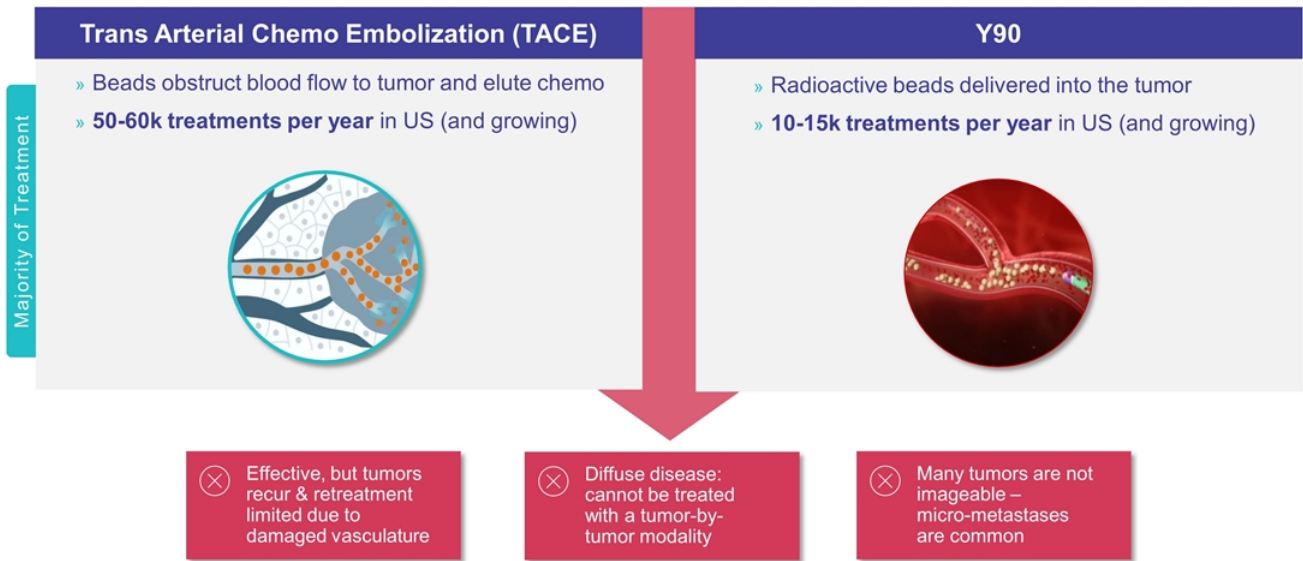 Trans Arterial Chemo Embolization (TACE)
» Beads obstruct blood flow to tumor and elute chemo
» 50-60k treatments per year in US (and growing)
Y90
» Radioactive beads delivered into the tumor
» 10-15k treatments per year in US (and growing)
Majority of Treatment
Effective, but tumors
recur & retreatment
limited due to
damaged vasculature
Diffuse disease:
cannot be treated
with a tumor-by-
tumor modality
Many tumors are not
imageable –
micro-metastases
are common